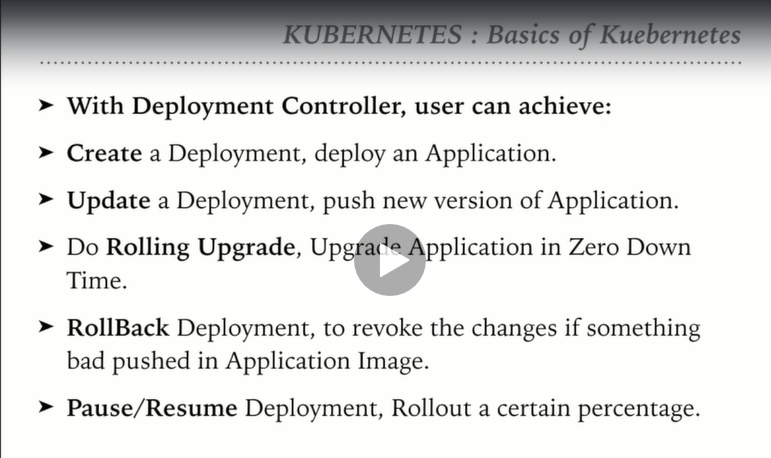 KUBERNETES : Basics of Kuebernetes
➤ With Deployment Controller, user can achieve:
➤ Create a Deployment, deploy an Application.
➤ Update a Deployment, push new version of Application.
➤ Do Rolling Upgrade, Upgrade Application in Zero Down
Time.
➤ RollBack Deployment, to revoke the changes if something
bad pushed in Application Image.
➤ Pause/Resume Deployment, Rollout a certain percentage.